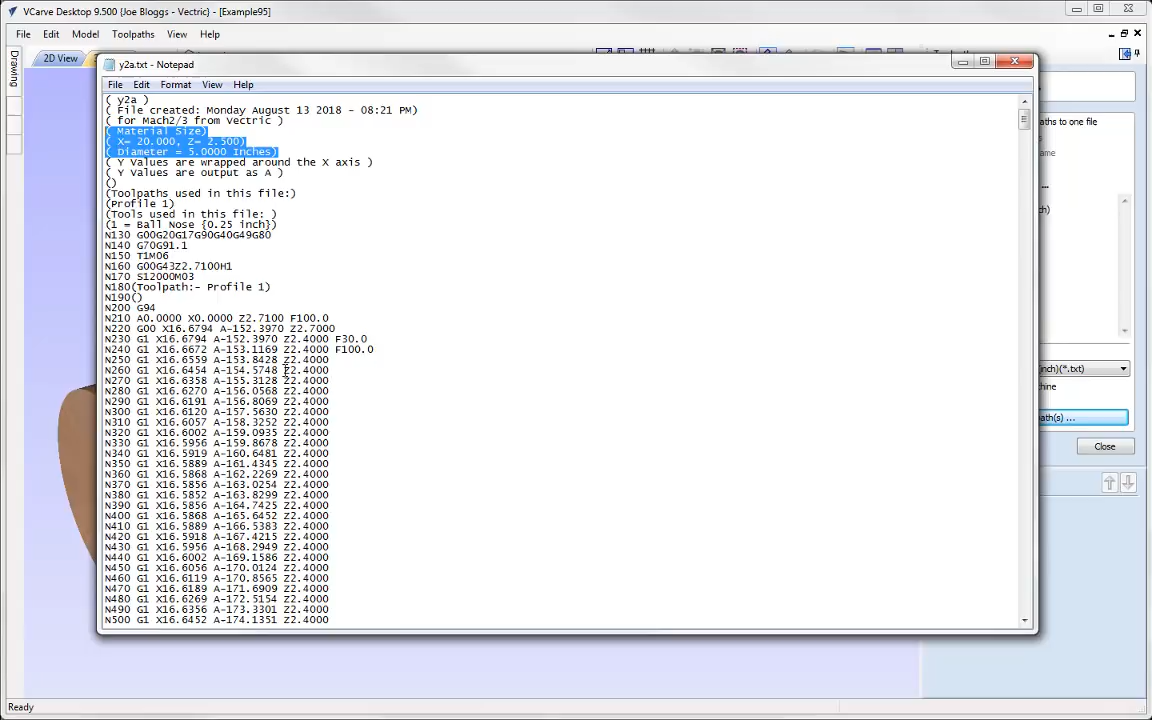 VCarve Desktop 9.500 {Joe Bloggs - Vectric} - [Example95]
File Edit Model Toolpaths View Help
Drawing
2D View
y2a.txt - Notepad
File Edit Format View Help
( y2a )
( File created: Monday August 13 2018 - 08:21 PM)
( for Mach2/3 from Vectric )
( Material Size)
( X= 20.000, Z= 2.500)
( Diameter = 5.0000 Inches)
( Y Values are wrapped around the X axis )
( Y Values are output as A )
()
(Toolpaths used in this file:)
(Profile 1)
(Tools used in this file: )
(1 = Ball Nose {0.25 inch})
N130 G00G20G17G90G40G49G80
N140 G70G91.1
N150 T1M06
N160 G00G43Z2.7100H1
N170 S12000M03
N180(Toolpath:- Profile 1)
N190()
N200 G94
N210 A0.0000 X0.0000 Z2.7100 F100.0
N220 G00 X16.6794 A-152.3970 Z2.7000
N230 G1 X16.6794 A-152.3970 Z2.4000 F30.0
N240 G1 X16.6672 A-153.1169 Z2.4000 F100.0
N250 G1 X16.6559 A-153.8428 Z2.4000
N260 G1 X16.6454 A-154.5748 Z2.4000
N270 G1 X16.6358 A-155.3128 Z2.4000
N280 G1 X16.6270 A-156.0568 Z2.4000
N290 G1 X16.6191 A-156.8069 Z2.4000
N300 G1 X16.6120 A-157.5630 Z2.4000
N310 G1 X16.6057 A-158.3252 Z2.4000
N320 G1 X16.6002 A-159.0935 Z2.4000
N330 G1 X16.5956 A-159.8678 Z2.4000
N340 G1 X16.5919 A-160.6481 Z2.4000
N350 G1 X16.5889 A-161.4345 Z2.4000
N360 G1 X16.5868 A-162.2269 Z2.4000
N370 G1 X16.5856 A-163.0254 Z2.4000
N380 G1 X16.5852 A-163.8299 Z2.4000
N390 G1 X16.5856 A-164.7425 Z2.4000
N400 G1 X16.5868 A-165.6452 Z2.4000
N410 G1 X16.5889 A-166.5383 Z2.4000
N420 G1 X16.5918 A-167.4215 Z2.4000
N430 G1 X16.5956 A-168.2949 Z2.4000
N440 G1 X16.6002 A-169.1586 Z2.4000
N450 G1 X16.6056 A-170.0124 Z2.4000
N460 G1 X16.6119 A-170.8565 Z2.4000
N470 G1 X16.6189 A-171.6909 Z2.4000
N480 G1 X16.6269 A-172.5154 Z2.4000
N490 G1 X16.6356 A-173.3301 Z2.4000
N500 G1 X16.6452 A-174.1351 Z2.4000
aths to one file
ame
...
ch)
inch)(*.txt)
hine
ath(s) ...
Close
Ready